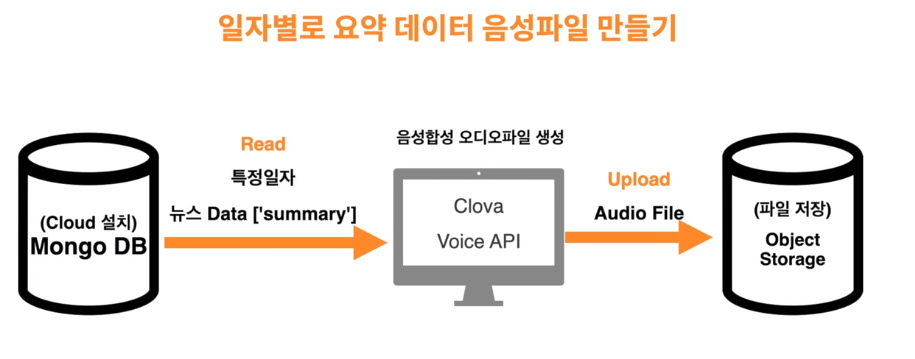 일자별로 요약 데이터 음성파일 만들기
(Cloud 설치)
Mongo DB
Read
특정일자
뉴스 Data ['summary']
음성합성 오디오파일 생성
Clova
Voice API
Upload
Audio File
(파일 저장)
Object
Storage